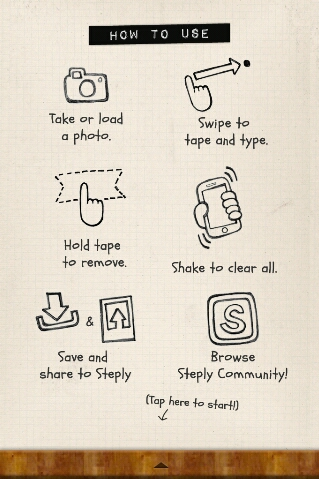 HOW TO USE
Take or load
a photo.
Swipe to
tape and type.
Hold tape
to remove.
Shake to clear all.
&
S
Save and
share to Steply
Browse
Steply Community!
(Tap here to start!)